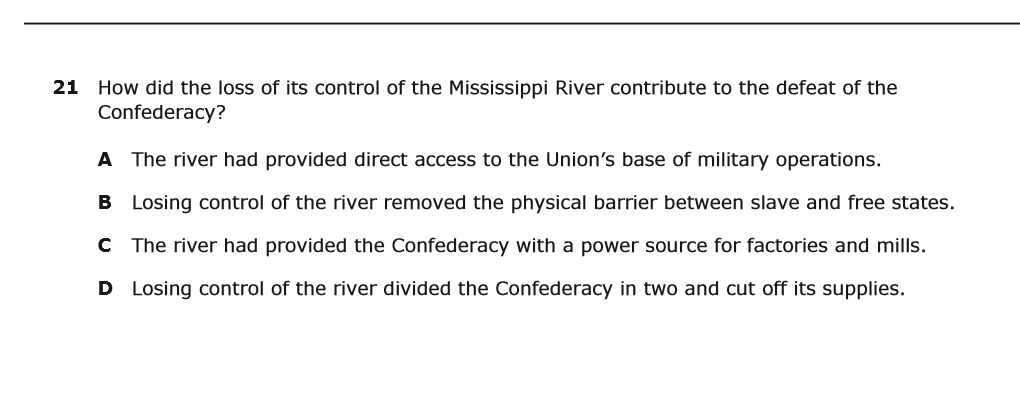 21 How did the loss of its control of the Mississippi River contribute to the defeat of the
Confederacy?
A The river had provided direct access to the Union’s base of military operations.
B Losing control of the river removed the physical barrier between slave and free states.
C The river had provided the Confederacy with a power source for factories and mills.
D Losing control of the river divided the Confederacy in two and cut off its supplies.